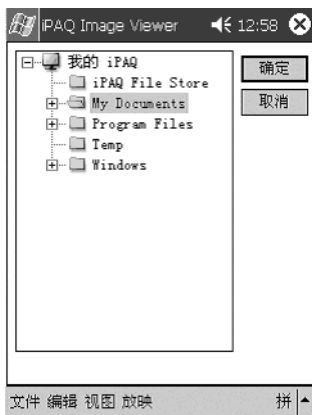 iPAQ Image Viewer 12:58
我的 iPAQ
确定
iPAQ File Store
My Documents
取消
Program Files
Temp
Windows
文件 编辑 视图 放映 拼